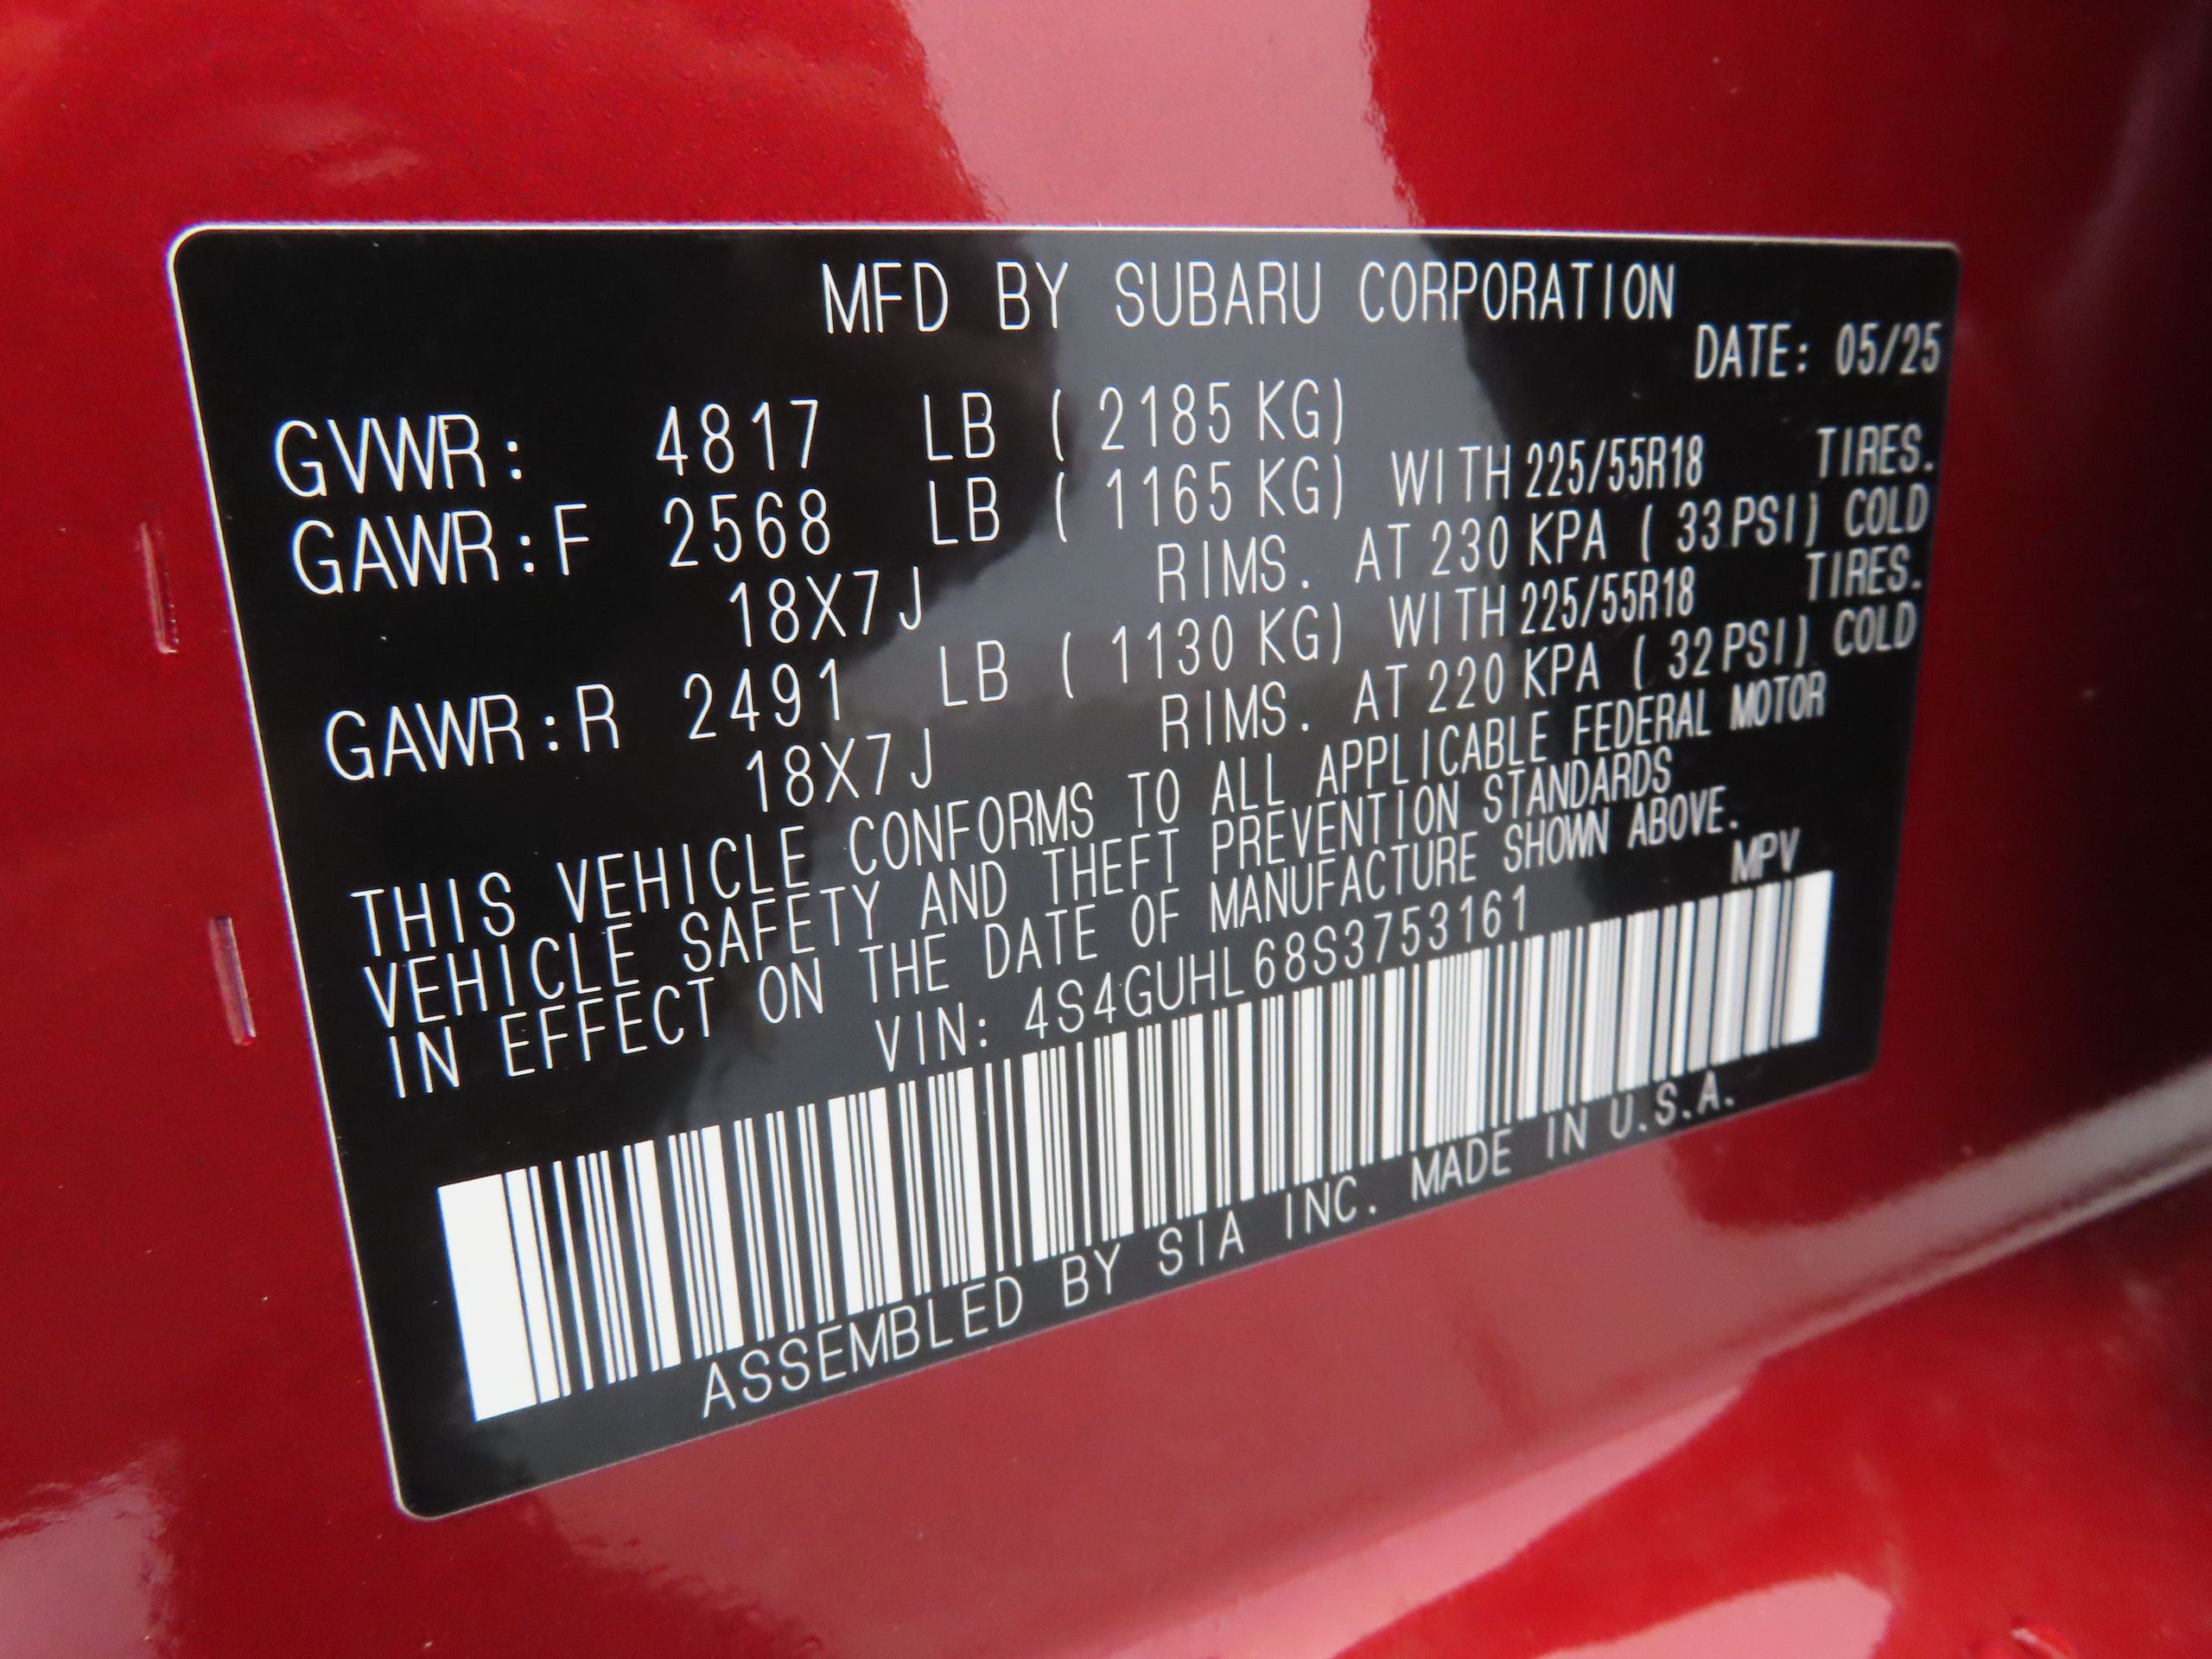 MFD BY SUBARU CORPORATION
DATE: 05/25
GVWR: 4817 LB ( 2185 KG)
GAWR:F 2568 LB ( 1165 KG) WITH 225/55R18 TIRES.
18X7J RIMS. AT 230 KPA ( 33 PSI) COLD
GAWR:R 2491 LB ( 1130 KG) WITH 225/55R18 TIRES.
18X7J RIMS. AT 220 KPA ( 32 PSI) COLD
THIS VEHICLE CONFORMS TO ALL APPLICABLE FEDERAL MOTOR
VEHICLE SAFETY AND THEFT PREVENTION STANDARDS
IN EFFECT ON THE DATE OF MANUFACTURE SHOWN ABOVE.
VIN: 4S4GUHL68S3753161 MPV
ASSEMBLED BY SIA INC. MADE IN U.S.A.